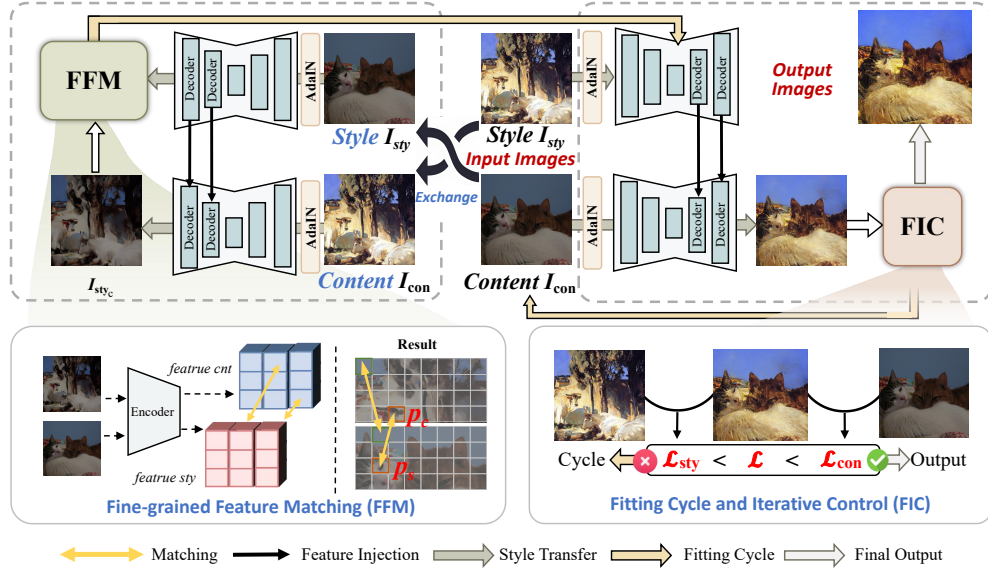 FFM
Decoder
Decoder
AdaIN
Style I_sty
Style I_sty
AdaIN
Decoder
Decoder
Output
Images
Input Images
Exchange
I_sty_c
Decoder
Decoder
AdaIN
Content I_con
Content I_con
AdaIN
Decoder
Decoder
FIC
featrue cnt
Encoder
featrue sty
Result
p_c
p_s
Fine-grained Feature Matching (FFM)
Cycle
ℒ_sty < ℒ < ℒ_con
Output
Fitting Cycle and Iterative Control (FIC)
Matching
Feature Injection
Style Transfer
Fitting Cycle
Final Output